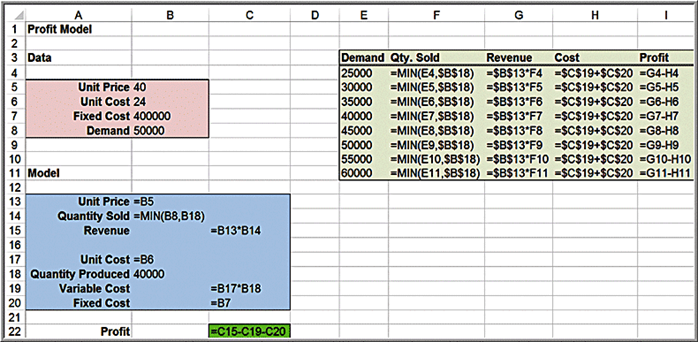 A B C D E F G H I
1 Profit Model
2
3 Data Demand Qty. Sold Revenue Cost Profit
4 25000 =MIN(E4,$B$18) =$B$13*F4 =$C$19+$C$20 =G4-H4
5 Unit Price 40 30000 =MIN(E5,$B$18) =$B$13*F5 =$C$19+$C$20 =G5-H5
6 Unit Cost 24 35000 =MIN(E6,$B$18) =$B$13*F6 =$C$19+$C$20 =G6-H6
7 Fixed Cost 400000 40000 =MIN(E7,$B$18) =$B$13*F7 =$C$19+$C$20 =G7-H7
8 Demand 50000 45000 =MIN(E8,$B$18) =$B$13*F8 =$C$19+$C$20 =G8-H8
9 50000 =MIN(E9,$B$18) =$B$13*F9 =$C$19+$C$20 =G9-H9
10 55000 =MIN(E10,$B$18) =$B$13*F10 =$C$19+$C$20 =G10-H10
11 Model 60000 =MIN(E11,$B$18) =$B$13*F11 =$C$19+$C$20 =G11-H11
12
13 Unit Price =B5
14 Quantity Sold =MIN(B8,B18)
15 Revenue =B13*B14
16
17 Unit Cost =B6
18 Quantity Produced 40000
19 Variable Cost =B17*B18
20 Fixed Cost =B7
21
22 Profit =C15-C19-C20